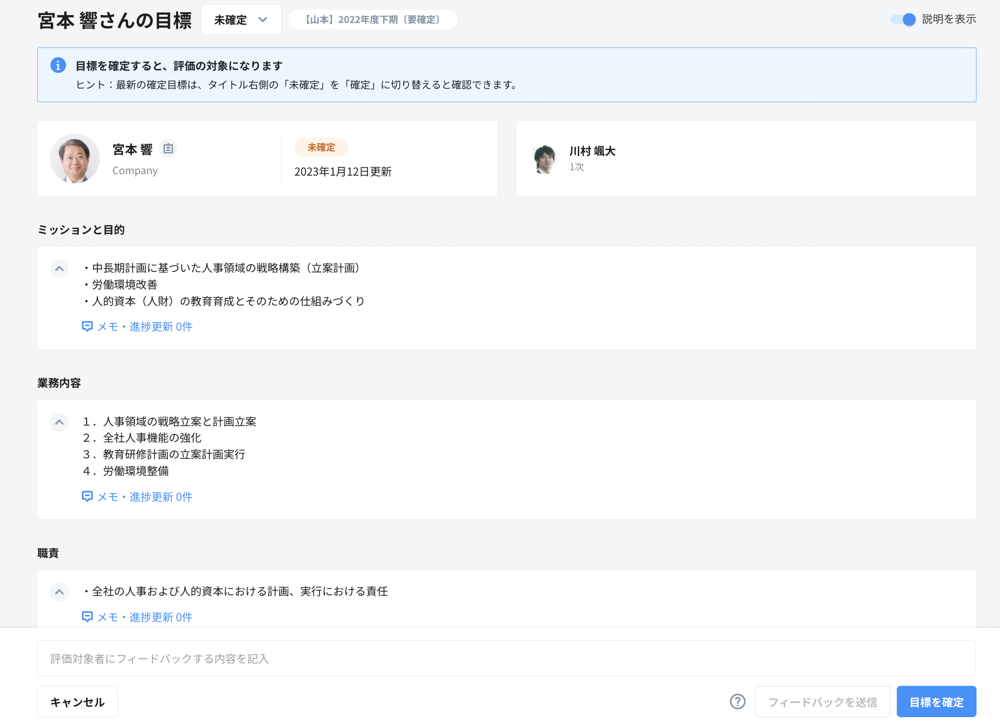 宮本 響さんの目標
未確定
【山本】2022年度下期〔要確定〕
説明を表示
目標を確定すると、評価の対象になります
ヒント：最新の確定目標は、タイトル右側の「未確定」を「確定」に切り替えると確認できます。
宮本 響
Company
未確定
2023年1月12日更新
川村 颯大
1次
ミッションと目的
・中長期計画に基づいた人事領域の戦略構築（立案計画）
・労働環境改善
・人的資本（人財）の教育育成とそのための仕組みづくり
メモ・進捗更新 0件
業務内容
１．人事領域の戦略立案と計画立案
２．全社人事機能の強化
３．教育研修計画の立案計画実行
４．労働環境整備
メモ・進捗更新 0件
職責
・全社の人事および人的資本における計画、実行における責任
メモ・進捗更新 0件
評価対象者にフィードバックする内容を記入
キャンセル
フィードバックを送信
目標を確定